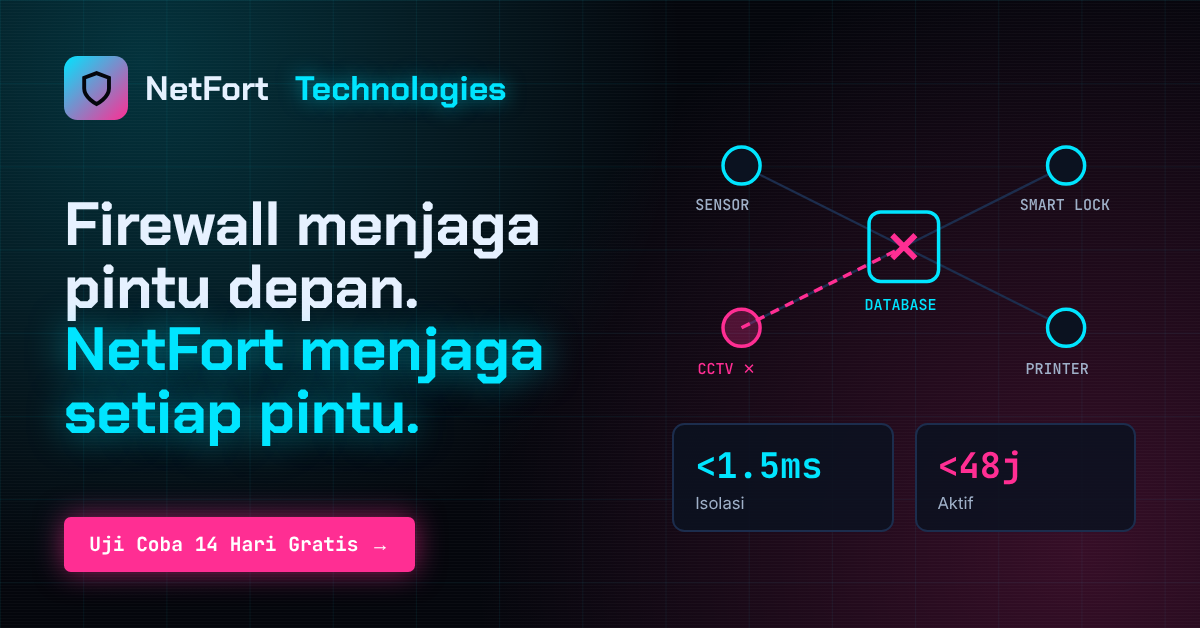 NetFort Technologies
Firewall menjaga
pintu depan.
NetFort menjaga
setiap pintu.
Uji Coba 14 Hari Gratis →
SENSOR
SMART LOCK
DATABASE
CCTV ×
PRINTER
<1.5ms
Isolasi
<48j
Aktif